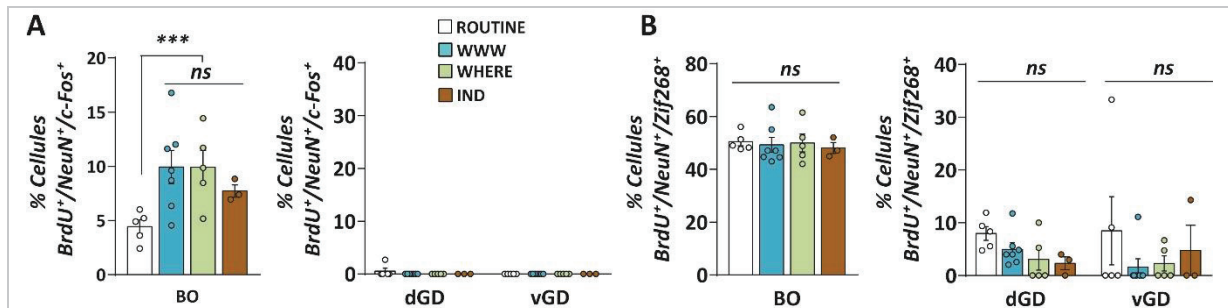 A
% Cellules
BrdU⁺/NeuN⁺/c-Fos⁺
20
15
10
5
0
***
ns
BO
% Cellules
BrdU⁺/NeuN⁺/c-Fos⁺
40
30
20
10
0
dGD
vGD
ROUTINE
WWW
WHERE
IND
B
% Cellules
BrdU⁺/NeuN⁺/Zif268⁺
80
60
40
20
0
ns
BO
% Cellules
BrdU⁺/NeuN⁺/Zif268⁺
40
30
20
10
0
ns
ns
dGD
vGD